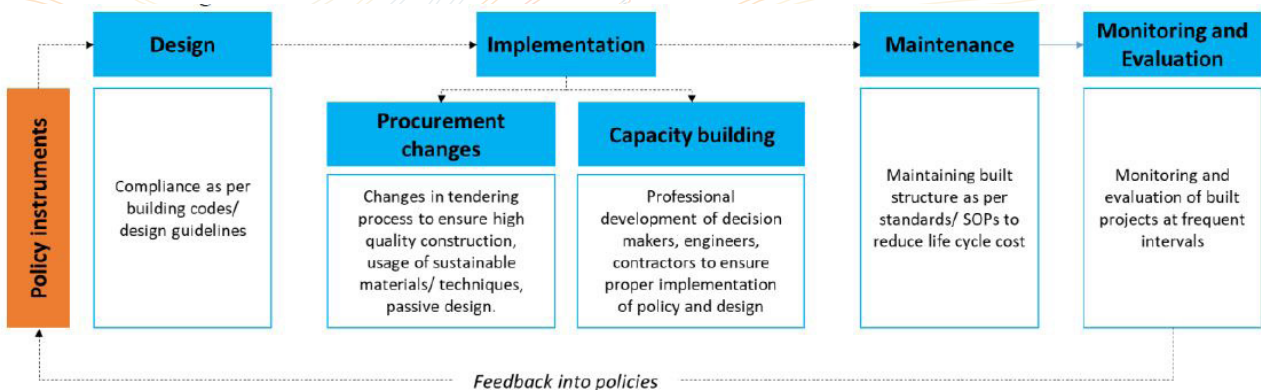 Design
Implementation
Maintenance
Monitoring and
Evaluation
Policy instruments
Compliance as per
building codes/
design guidelines
Procurement
changes
Changes in tendering
process to ensure high
quality construction,
usage of sustainable
materials/ techniques,
passive design.
Capacity building
Professional
development of decision
makers, engineers,
contractors to ensure
proper implementation
of policy and design
Maintaining built
structure as per
standards/ SOPs to
reduce life cycle cost
Monitoring and
evaluation of built
projects at frequent
intervals
Feedback into policies